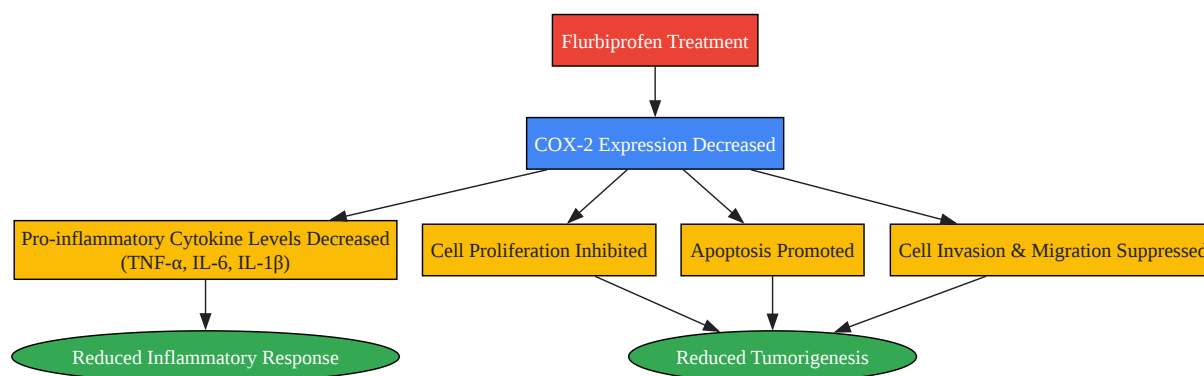 Flurbiprofen Treatment
COX-2 Expression Decreased
Pro-inflammatory Cytokine Levels Decreased
(TNF-α, IL-6, IL-1β)
Cell Proliferation Inhibited
Apoptosis Promoted
Cell Invasion & Migration Suppressed
Reduced Inflammatory Response
Reduced Tumorigenesis